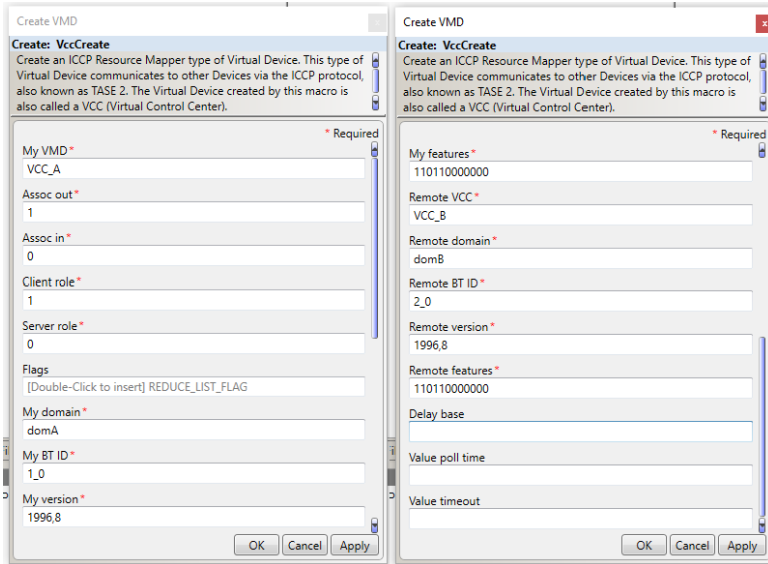 Create VMD
x
Create: VccCreate
Create an ICCP Resource Mapper type of Virtual Device. This type of
Virtual Device communicates to other Devices via the ICCP protocol,
also known as TASE 2. The Virtual Device created by this macro is
also called a VCC (Virtual Control Center).
* Required
My VMD *
VCC_A
Assoc out *
1
Assoc in *
0
Client role *
1
Server role *
0
Flags
[Double-Click to insert] REDUCE_LIST_FLAG
My domain *
domA
My BT ID *
1_0
My version *
1996,8
OK
Cancel
Apply
Create VMD
x
Create: VccCreate
Create an ICCP Resource Mapper type of Virtual Device. This type of
Virtual Device communicates to other Devices via the ICCP protocol,
also known as TASE 2. The Virtual Device created by this macro is
also called a VCC (Virtual Control Center).
* Required
My features *
110110000000
Remote VCC *
VCC_B
Remote domain *
domB
Remote BT ID *
2_0
Remote version *
1996,8
Remote features *
110110000000
Delay base
Value poll time
Value timeout
OK
Cancel
Apply